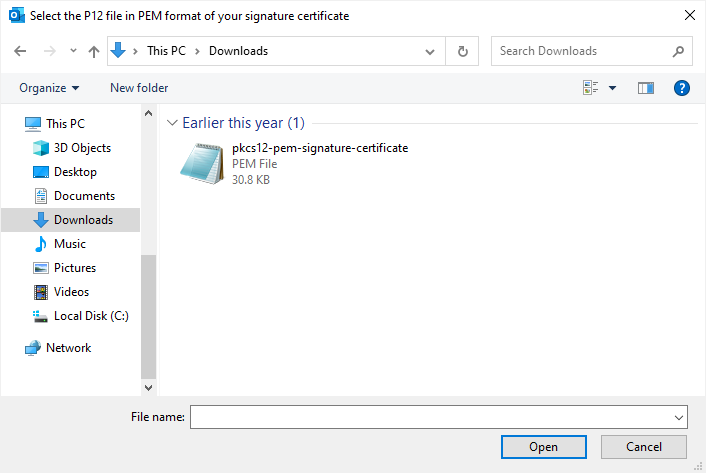 Select the P12 file in PEM format of your signature certificate
This PC
Downloads
Search Downloads
Organize
New folder
This PC
3D Objects
Desktop
Documents
Downloads
Music
Pictures
Videos
Local Disk (C:)
Network
Earlier this year (1)
pkcs12-pem-signature-certificate
PEM File
30.8 KB
File name:
Open
Cancel